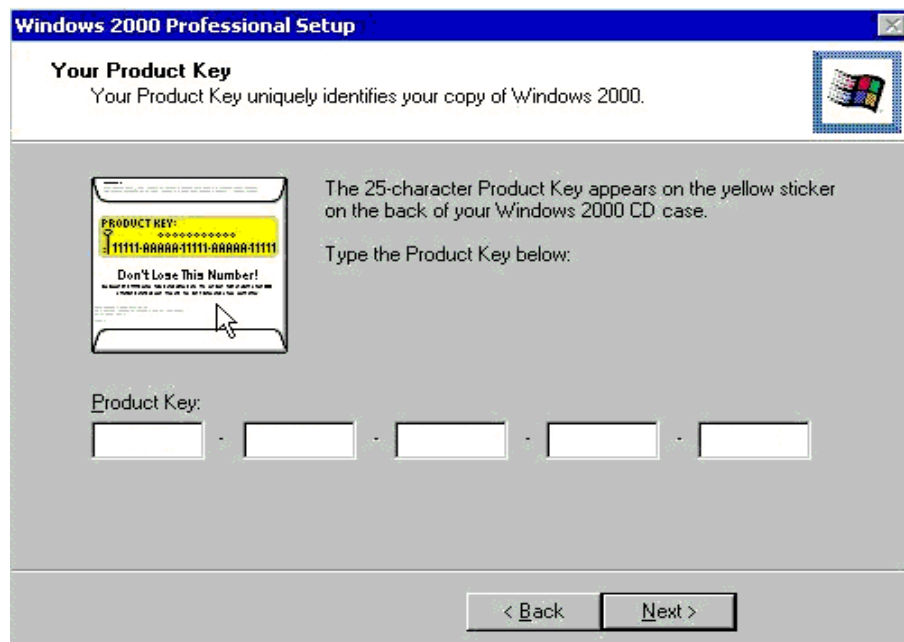 Windows 2000 Professional Setup
Your Product Key
Your Product Key uniquely identifies your copy of Windows 2000.
The 25-character Product Key appears on the yellow sticker
on the back of your Windows 2000 CD case.
Type the Product Key below:
PRODUCT KEY:
11111-AAAAA-11111-AAAAA-11111
Don't Lose This Number!
Product Key:
- - - -
< Back
Next >